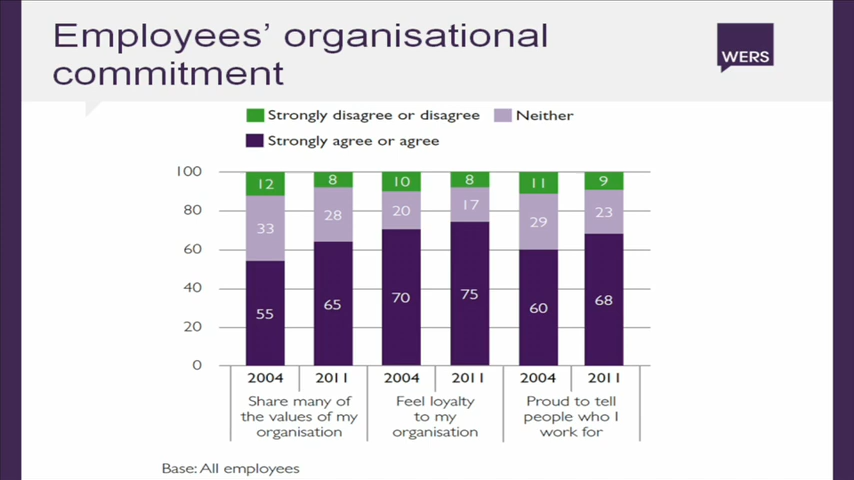 Employees’ organisational
commitment
WERS
Strongly disagree or disagree Neither
Strongly agree or agree
100
80
60
40
20
0
12 8 10 8 11 9
33 28 20 17 29 23
55 65 70 75 60 68
2004 2011 2004 2011 2004 2011
Share many of
the values of my
organisation
Feel loyalty
to my
organisation
Proud to tell
people who I
work for
Base: All employees